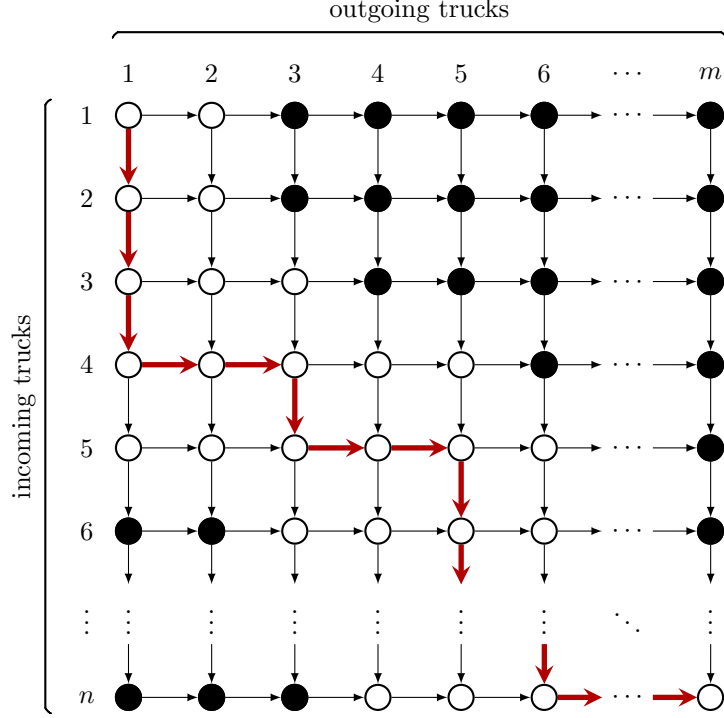 outgoing trucks
1 2 3 4 5 6 ··· m
incoming trucks
1 ···
2 ···
3 ···
4 ···
5 ···
6 ···
⋮ ⋮ ⋮ ⋮ ⋮ ⋮ ⋮ ⋱ ⋮
n ···